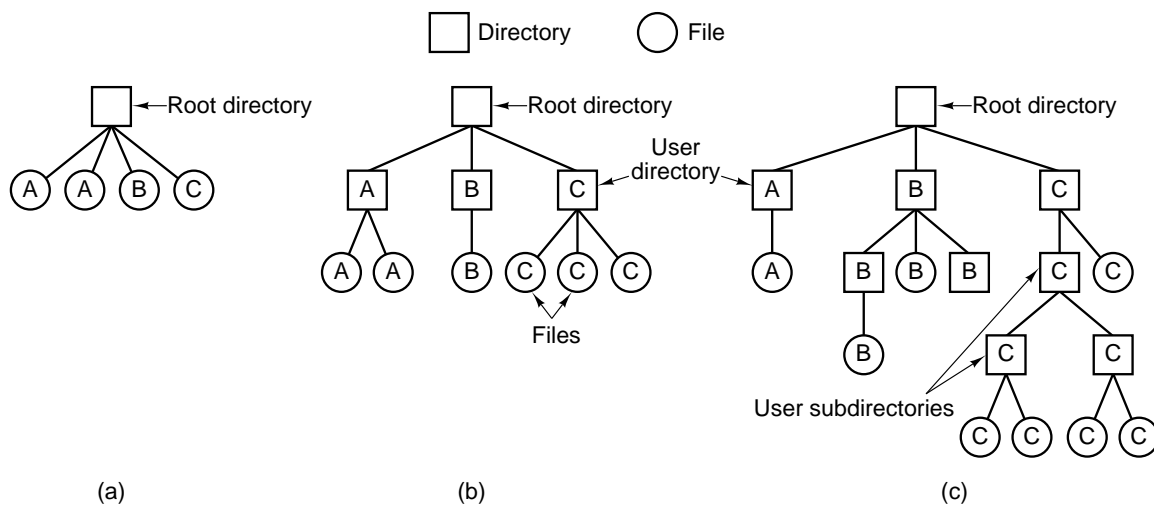 Directory File
Root directory
A A B C
Root directory
User
directory
A B C
A A B C C C
Files
Root directory
A B C
A B B B C C
B C C
User subdirectories
C C C C
(a) (b) (c)